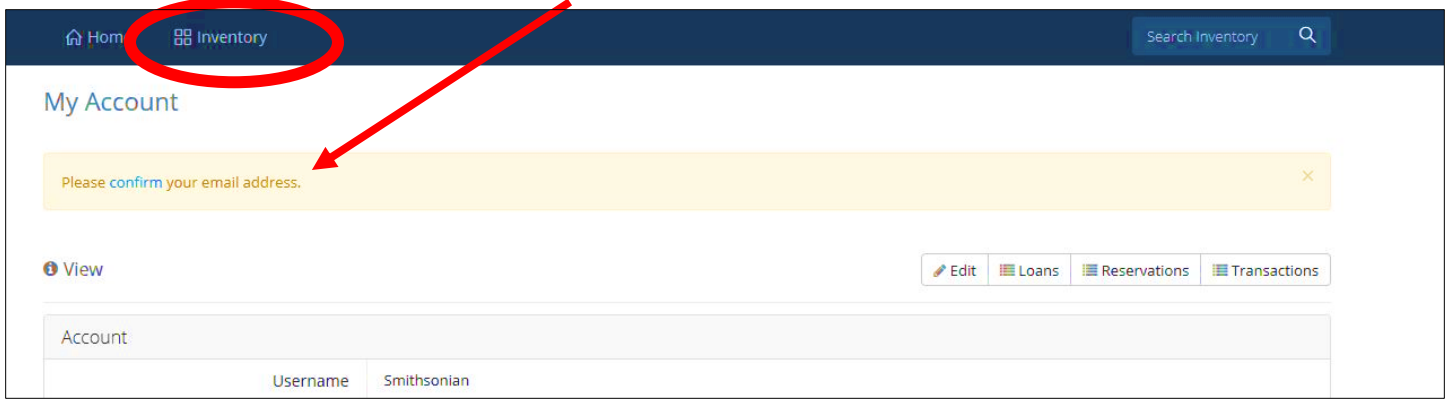 Hom Inventory Search Inventory
My Account
Please confirm your email address.
View Edit Loans Reservations Transactions
Account
Username Smithsonian